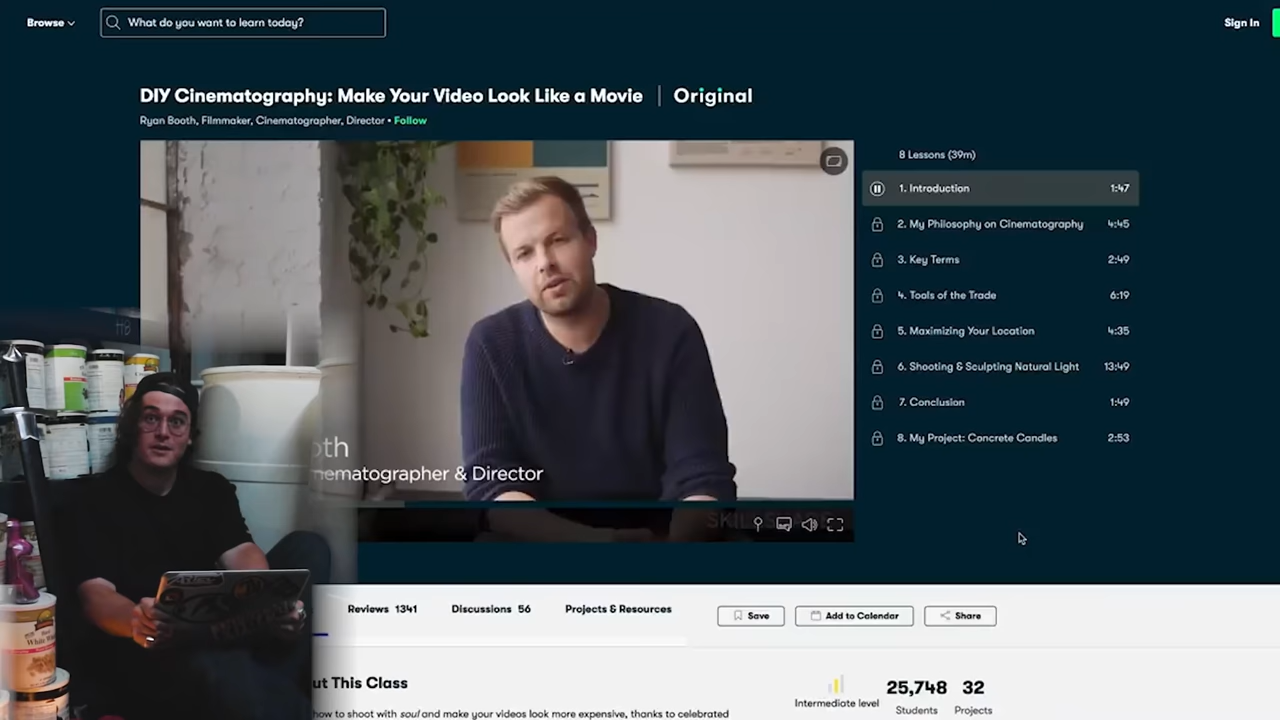 Browse
What do you want to learn today?
Sign In
DIY Cinematography: Make Your Video Look Like a Movie | Original
Ryan Booth, Filmmaker, Cinematographer, Director • Follow
8 Lessons (39m)
1. Introduction 1:47
2. My Philosophy on Cinematography 4:45
3. Key Terms 2:49
4. Tools of the Trade 6:19
5. Maximizing Your Location 4:35
6. Shooting & Sculpting Natural Light 13:49
7. Conclusion 1:49
8. My Project: Concrete Candles 2:53
HB
oth
nematographer & Director
SKILLSHARE
Reviews 1341 Discussions 56 Projects & Resources
Save Add to Calendar Share
ut This Class
how to shoot with soul and make your videos look more expensive, thanks to celebrated
Intermediate level
25,748 Students
32 Projects